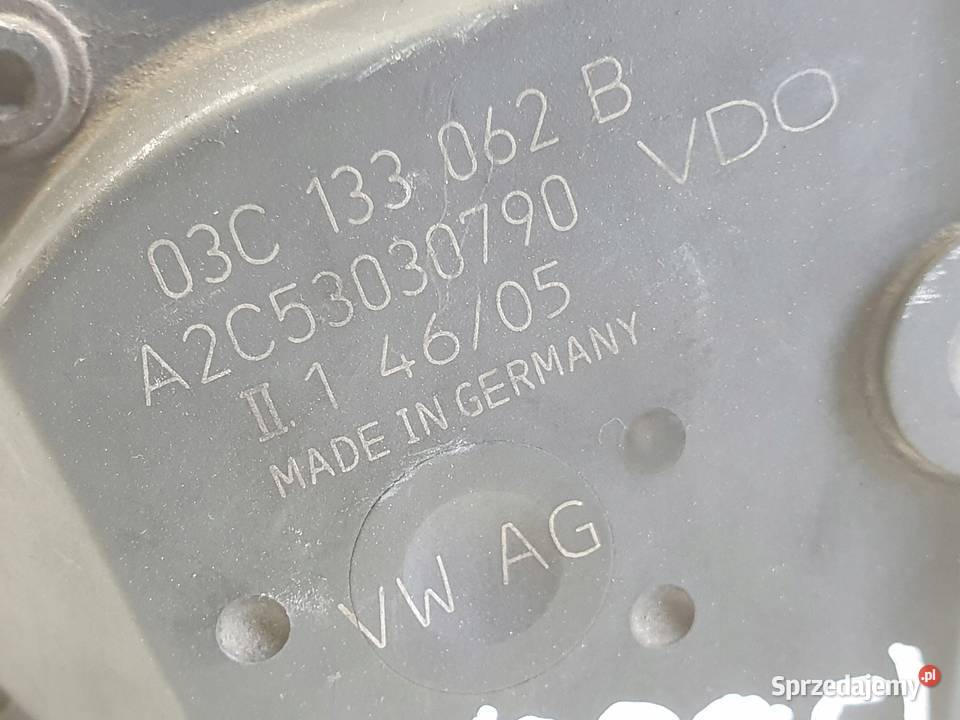 03C 133 062 B
VDO
A2C53030790
II.1 46/05
MADE IN GERMANY
VW AG
Sprzedajemy.pl